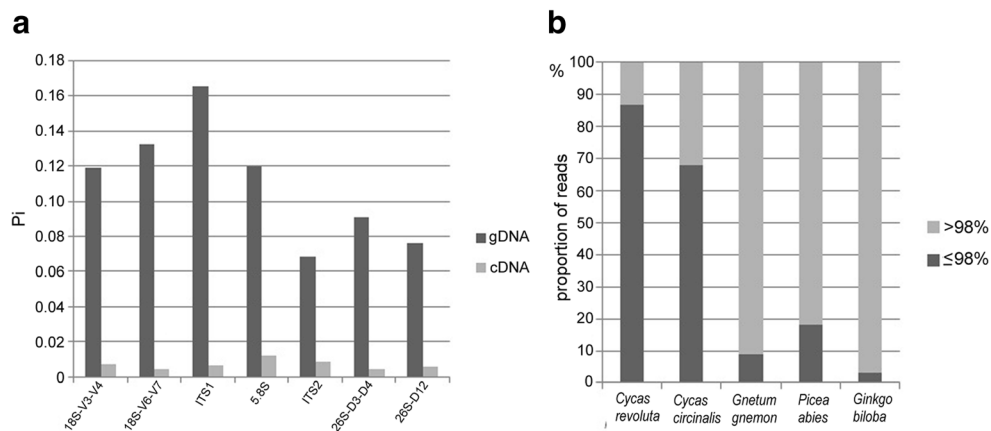 a
0.18
0.16
0.14
0.12
0.10
0.08
0.06
0.04
0.02
0
Pi
18S-V3-V4
18S-V6-V7
ITS1
5.8S
ITS2
26S-D3-D4
26S-D12
gDNA
cDNA
b
%
100
90
80
70
60
50
40
30
20
10
0
proportion of reads
Cycas revoluta
Cycas circinalis
Gnetum gnemon
Picea abies
Ginkgo biloba
>98%
≤98%